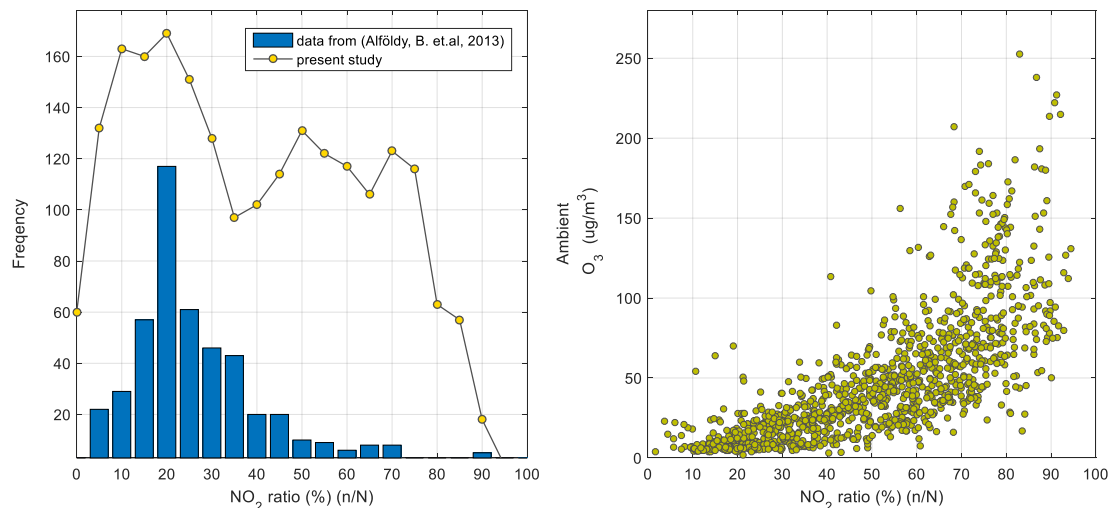 data from (Alföldy, B. et.al, 2013)
present study
Freqency
160
140
120
100
80
60
40
20
0 10 20 30 40 50 60 70 80 90 100
NO2 ratio (%) (n/N)
Ambient
O3 (ug/m3)
250
200
150
100
50
0
0 10 20 30 40 50 60 70 80 90 100
NO2 ratio (%) (n/N)